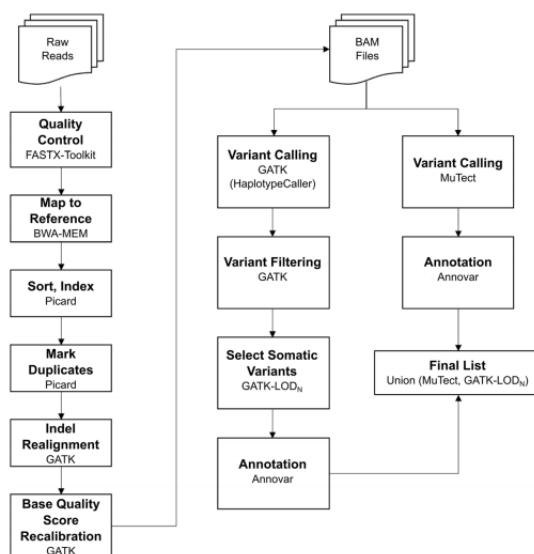 Raw
Reads
Quality
Control
FASTX-Toolkit
Map to
Reference
BWA-MEM
Sort, Index
Picard
Mark
Duplicates
Picard
Indel
Realignment
GATK
Base Quality
Score
Recalibration
GATK
BAM
Files
Variant Calling
GATK
(HaplotypeCaller)
Variant Filtering
GATK
Select Somatic
Variants
GATK-LODN
Annotation
Annovar
Variant Calling
MuTect
Annotation
Annovar
Final List
Union (MuTect, GATK-LODN)